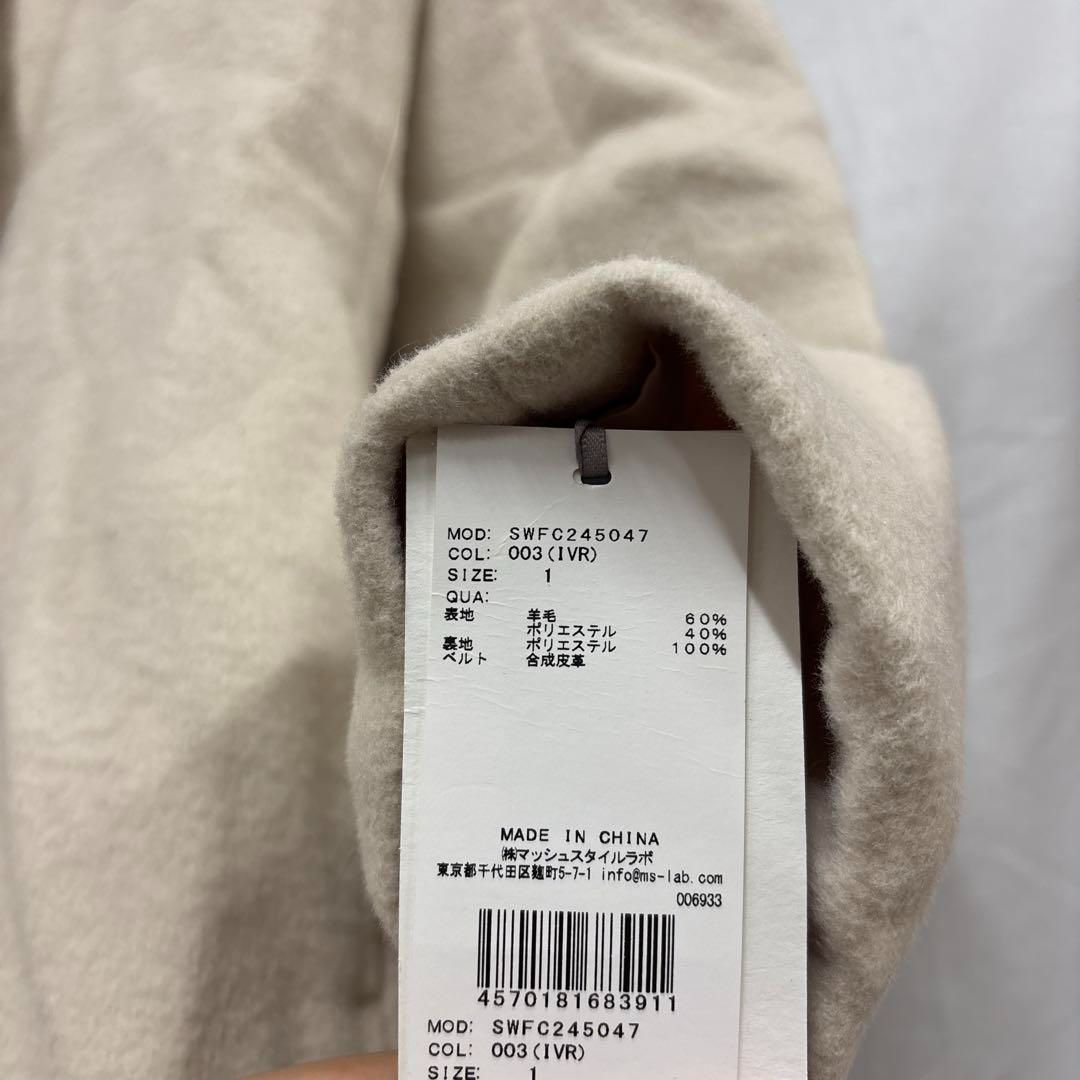 MOD: SWFC245047
COL: 003(IVR)
SIZE: 1
QUA:
表地 羊毛 60%
ポリエステル 40%
裏地 ポリエステル 100%
ベルト 合成皮革
MADE IN CHINA
㈱マッシュスタイルラボ
東京都千代田区麹町5-7-1 info@ms-lab.com
006933
4570181683911
MOD: SWFC245047
COL: 003(IVR)
SIZE: 1